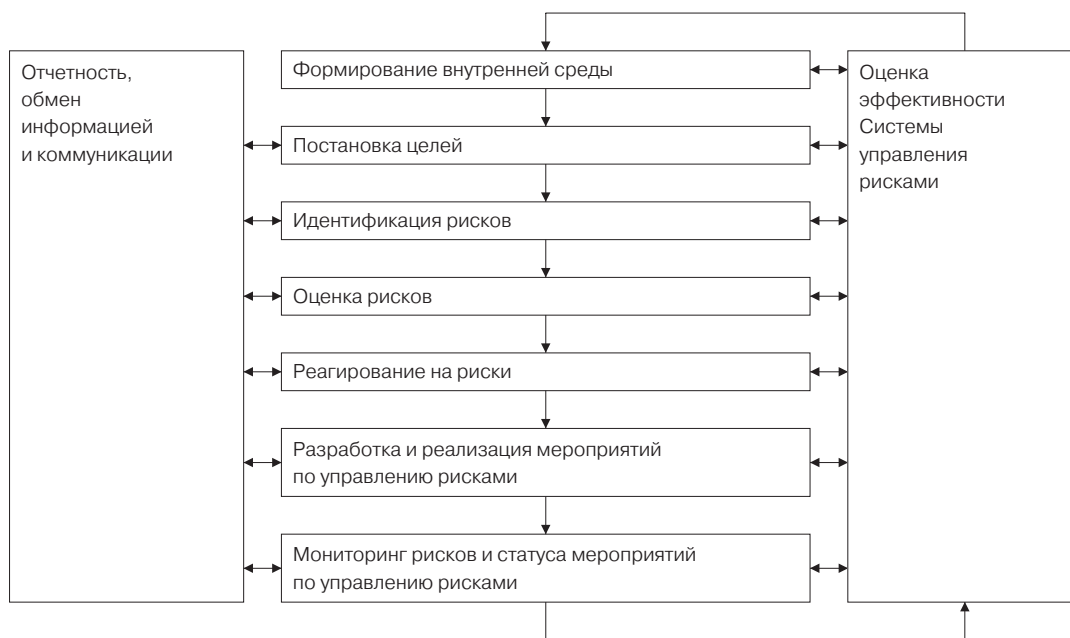 Отчетность,
обмен
информацией
и коммуникации
Формирование внутренней среды
Постановка целей
Идентификация рисков
Оценка рисков
Реагирование на риски
Разработка и реализация мероприятий
по управлению рисками
Мониторинг рисков и статуса мероприятий
по управлению рисками
Оценка
эффективности
Системы
управления
рисками